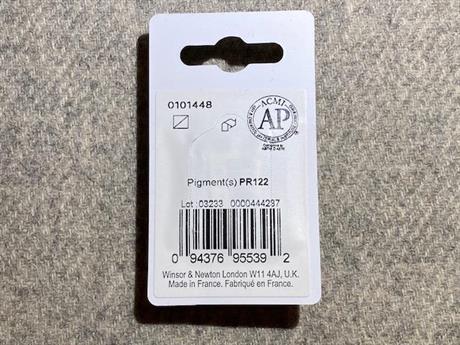 0101448
ACMI
AP
Pigment(s) PR122
Lot : 03233 0000444237
0 94376 95539 2
Winsor & Newton London W11 4AJ, U.K.
Made in France. Fabriqué en France.